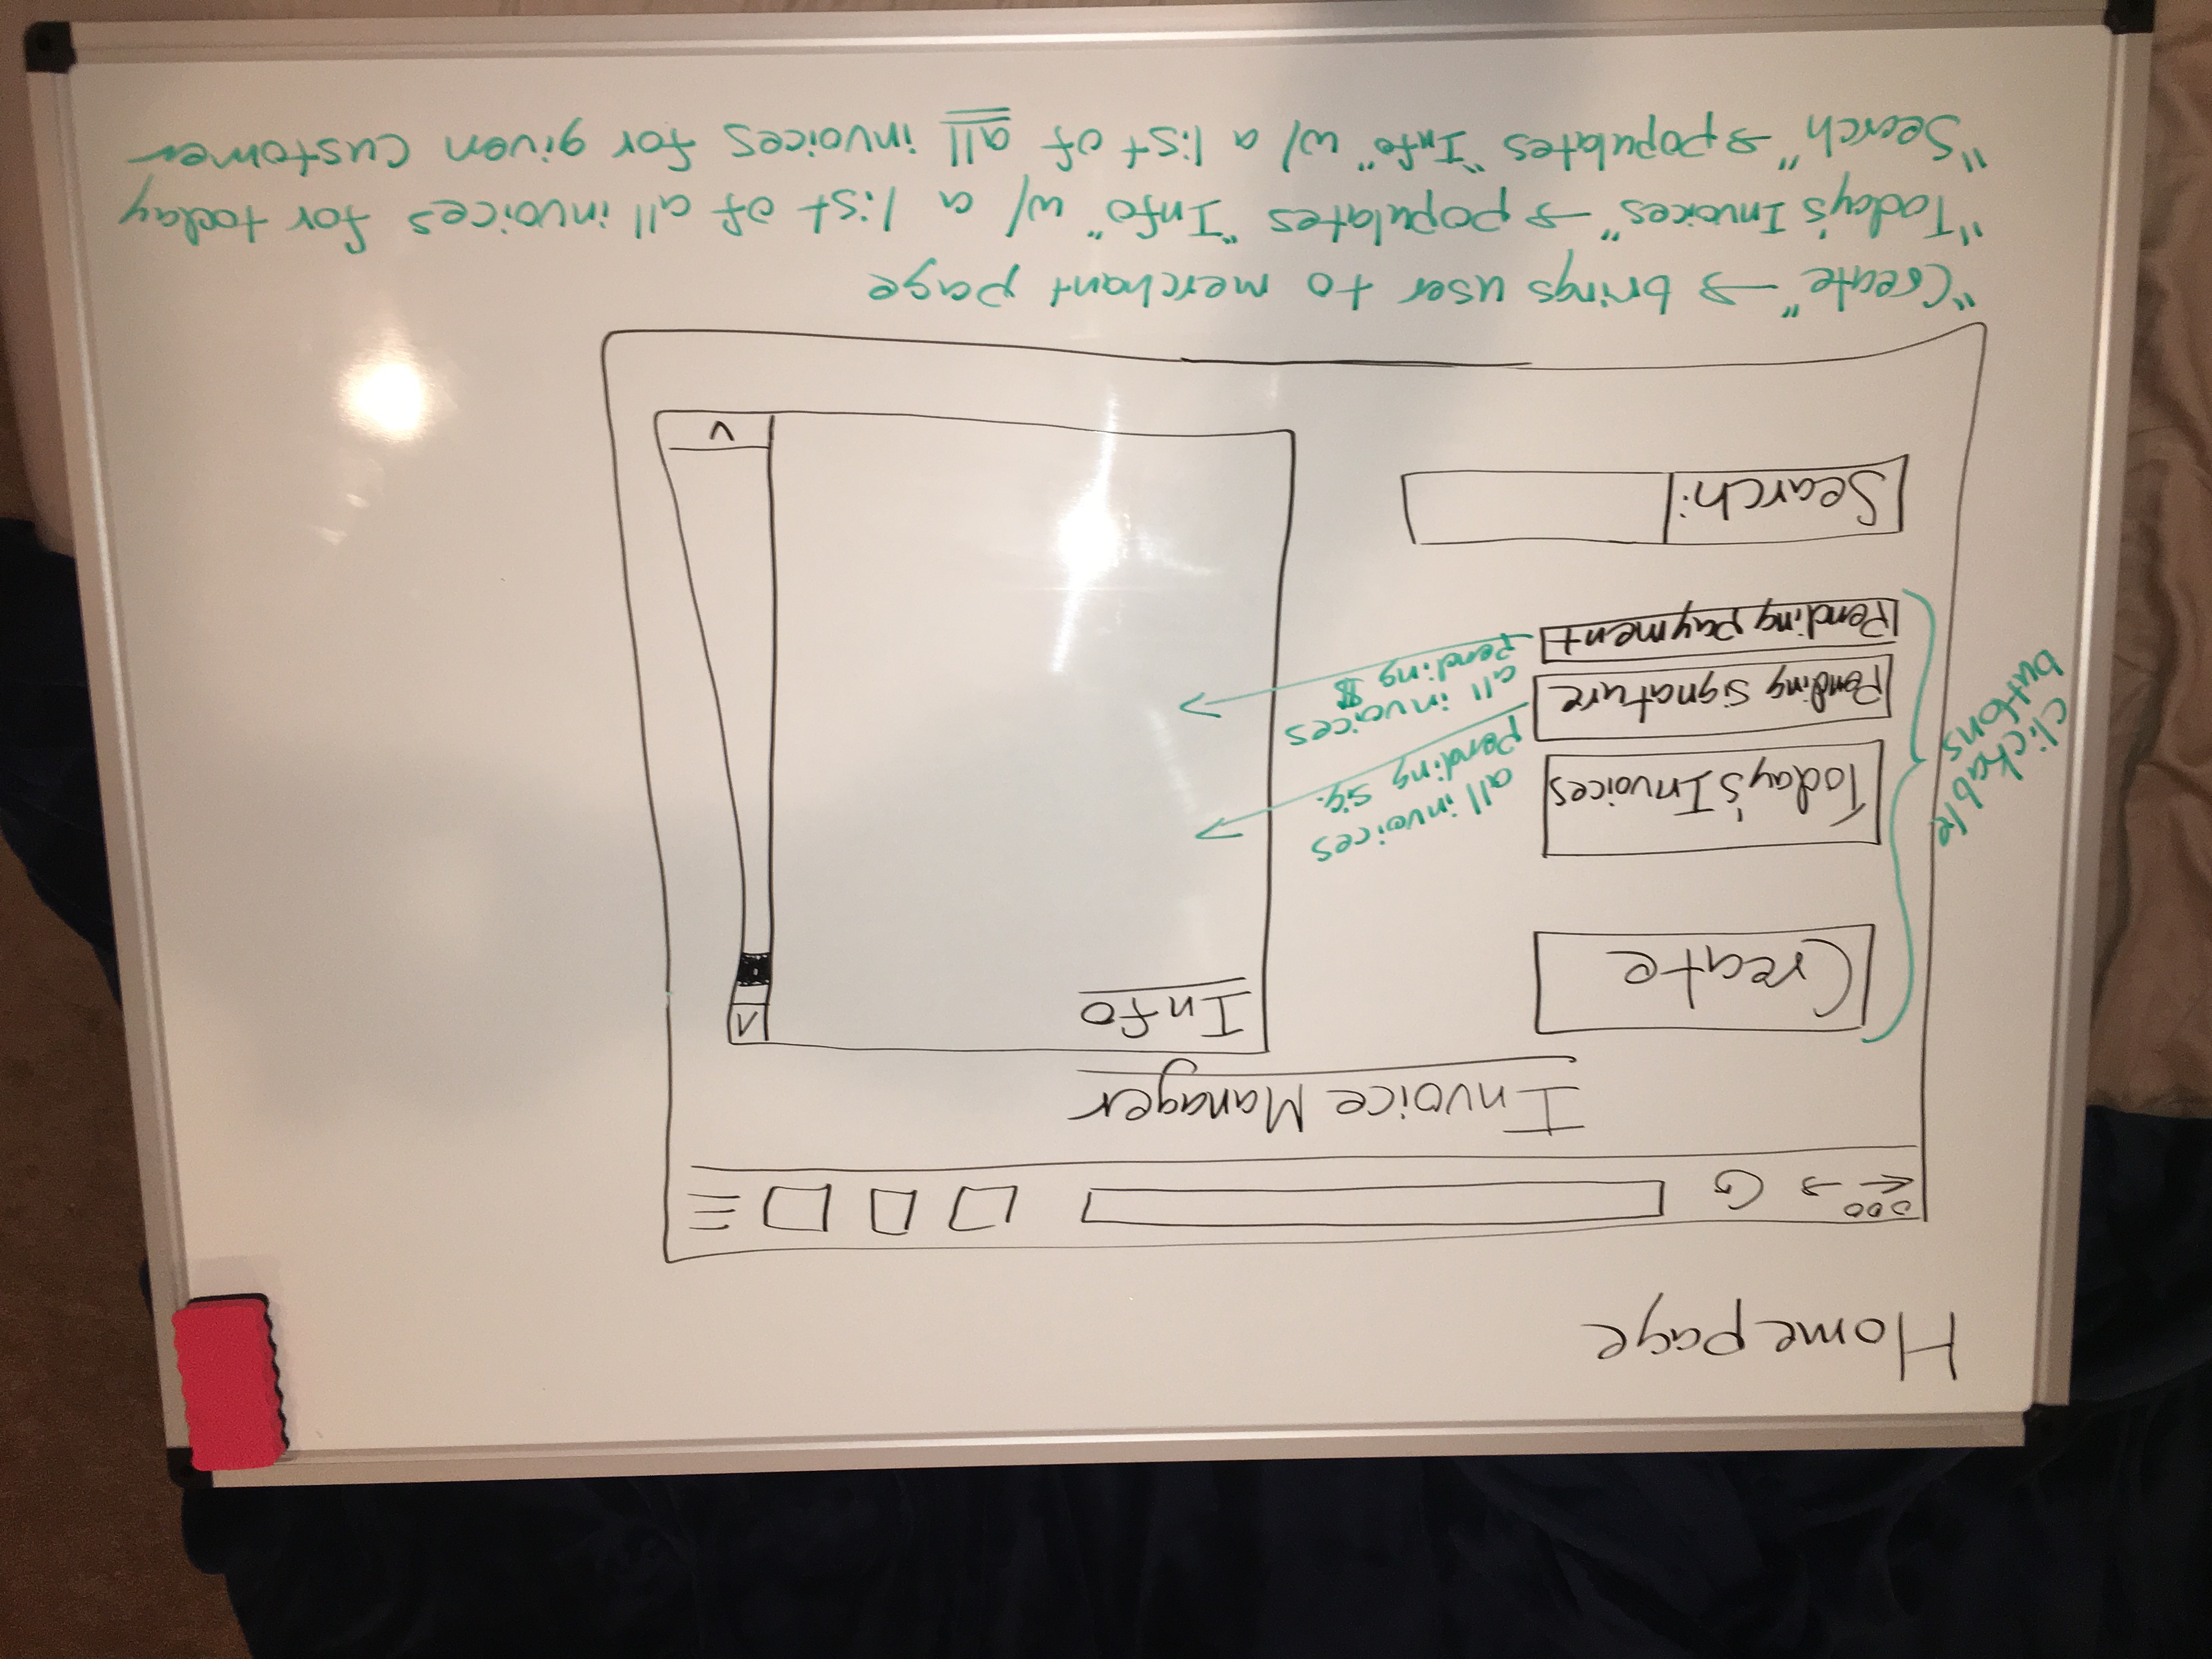 Homepage
Invoice Manager
Create
Info
Today's Invoices
all invoices
pending sig.
clickable
buttons
Pending signature
all invoices
pending $
Pending payment
Search:
"Create" → brings user to merchant page
"Today's Invoices" → populates "Info" w/ a list of all invoices for today
"Search" → populates "Info" w/ a list of all invoices for given customer